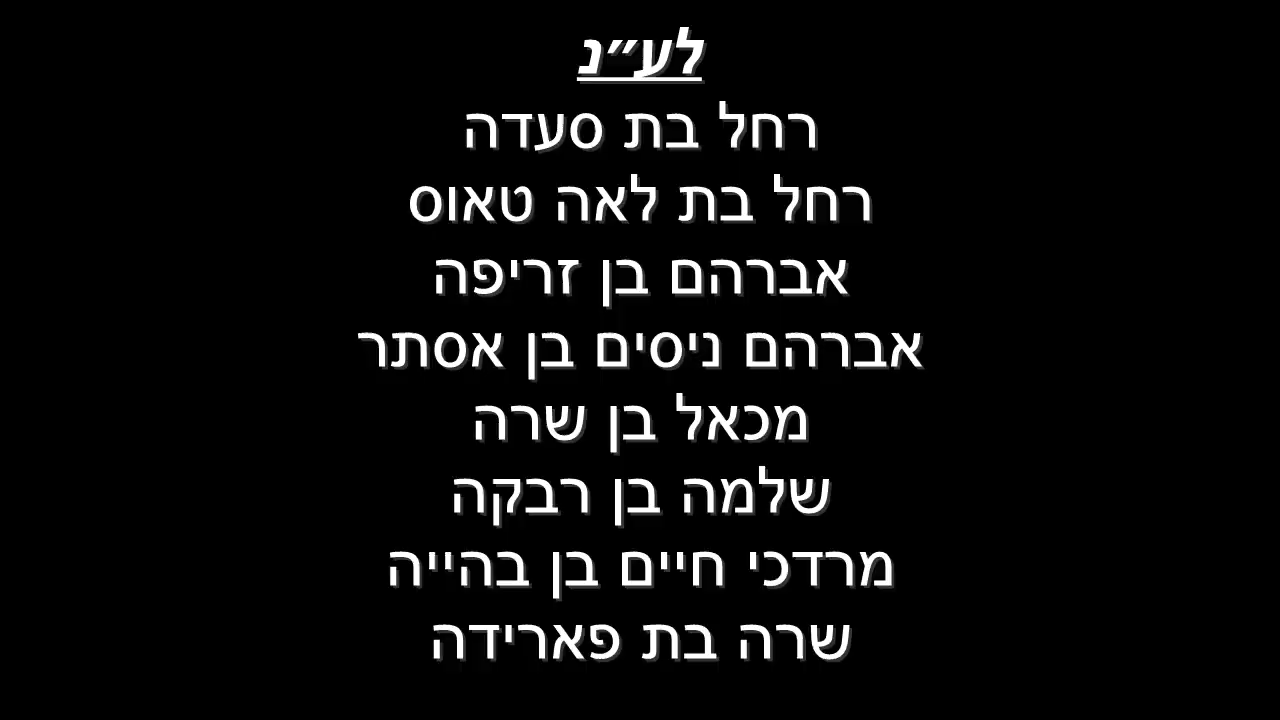 לע״נ
רחל בת סעדה
רחל בת לאה טאוס
אברהם בן זריפה
אברהם ניסים בן אסתר
מכאל בן שרה
שלמה בן רבקה
מרדכי חיים בן בהייה
שרה בת פארידה